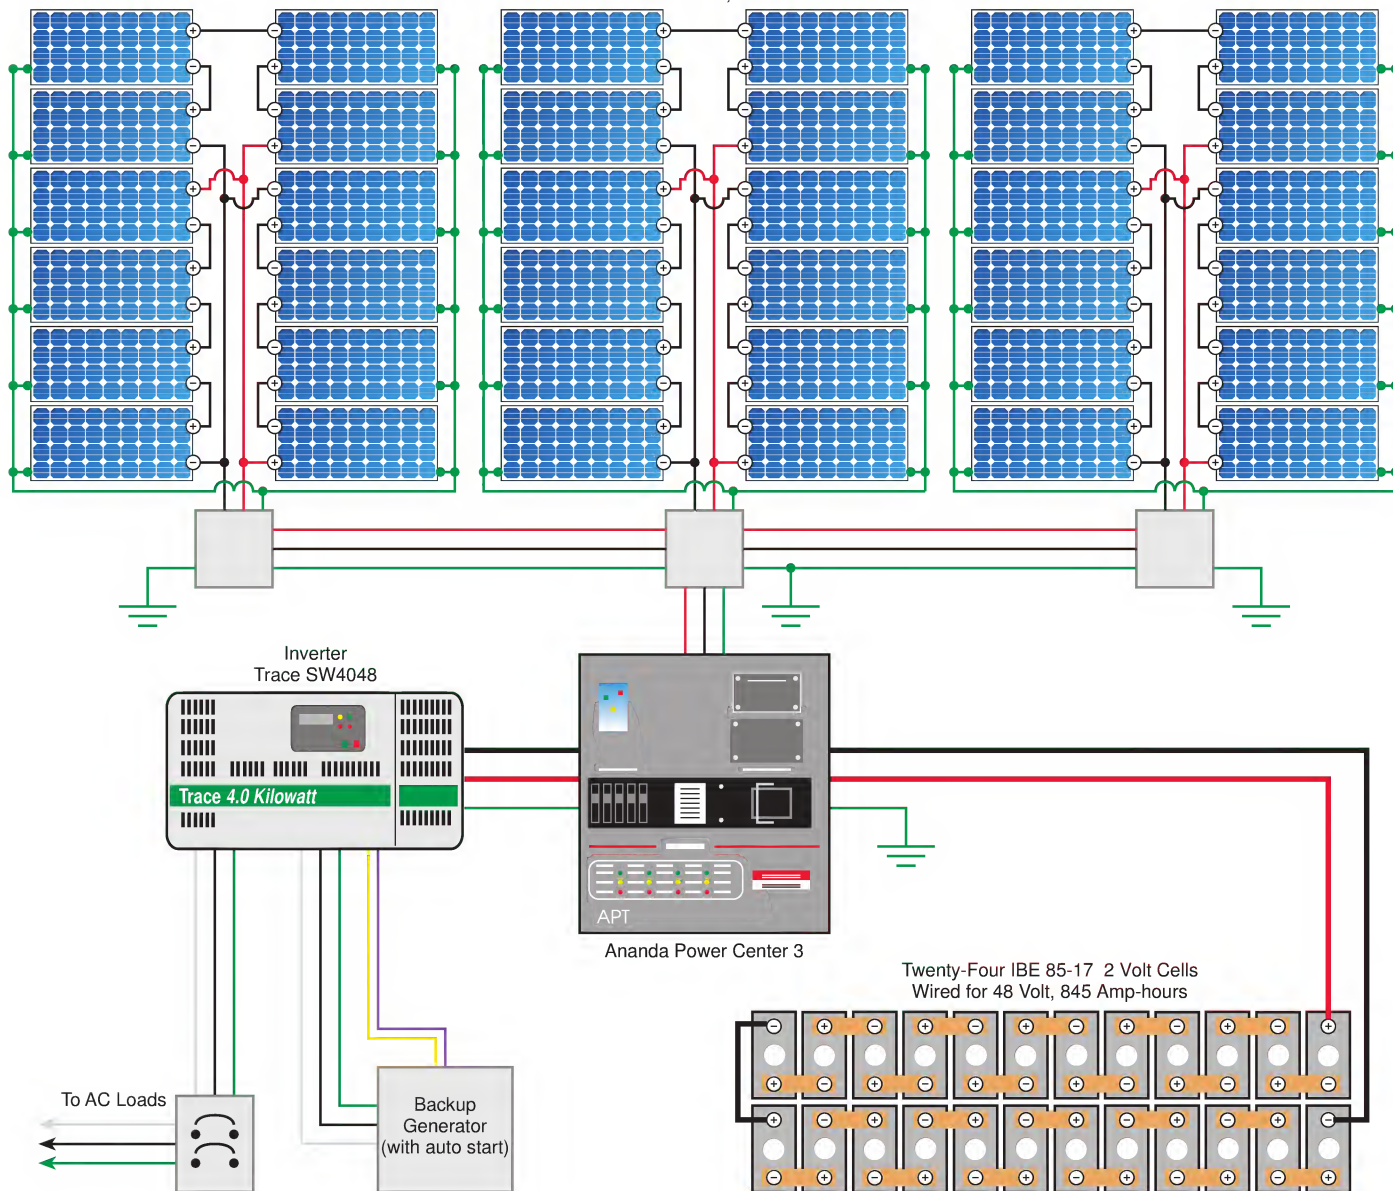 Inverter
Trace SW4048
Trace 4.0 Kilowatt
APT
Ananda Power Center 3
Twenty-Four IBE 85-17 2 Volt Cells
Wired for 48 Volt, 845 Amp-hours
To AC Loads
Backup
Generator
(with auto start)